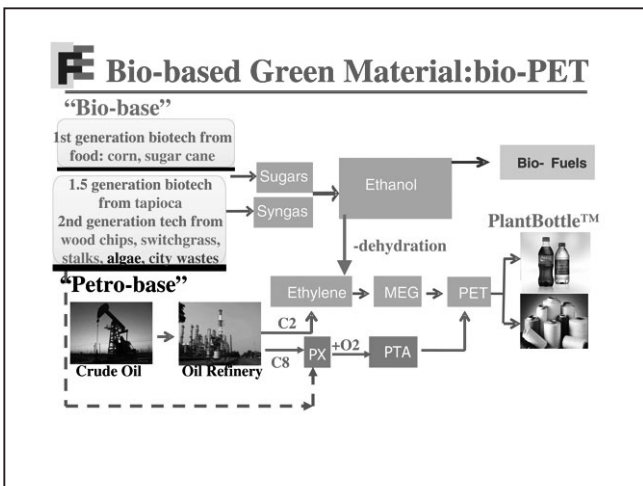 FE
Bio-based Green Material:bio-PET
“Bio-base”
1st generation biotech from
food: corn, sugar cane
1.5 generation biotech
from tapioca
2nd generation tech from
wood chips, switchgrass,
stalks, algae, city wastes
Sugars
Syngas
Ethanol
Bio- Fuels
-dehydration
PlantBottle™
“Petro-base”
Ethylene
MEG
PET
C2
Crude Oil
Oil Refinery
C8
PX
+O2
PTA